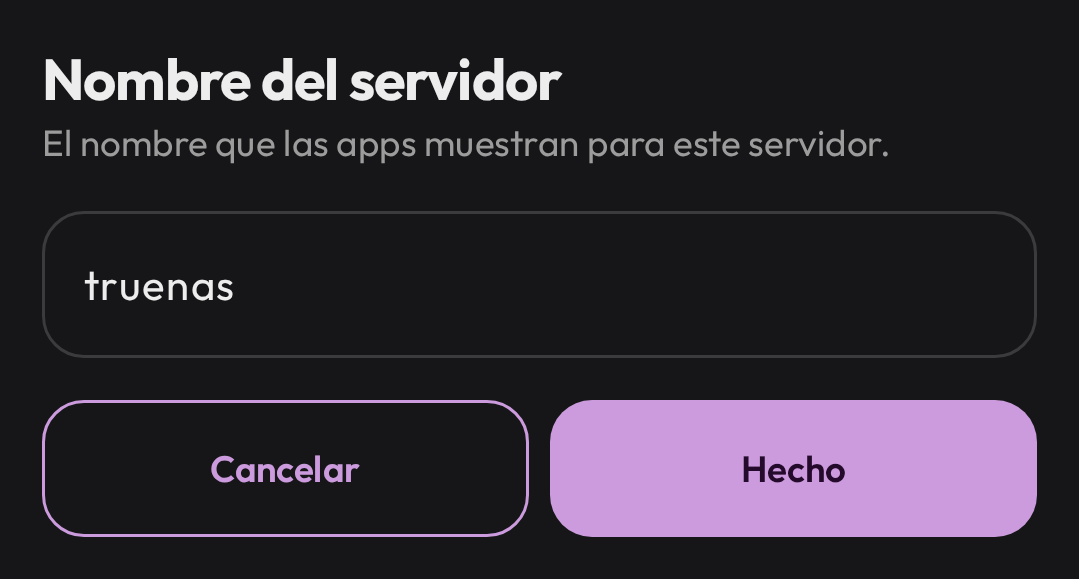 Nombre del servidor
El nombre que las apps muestran para este servidor.
truenas
Cancelar
Hecho